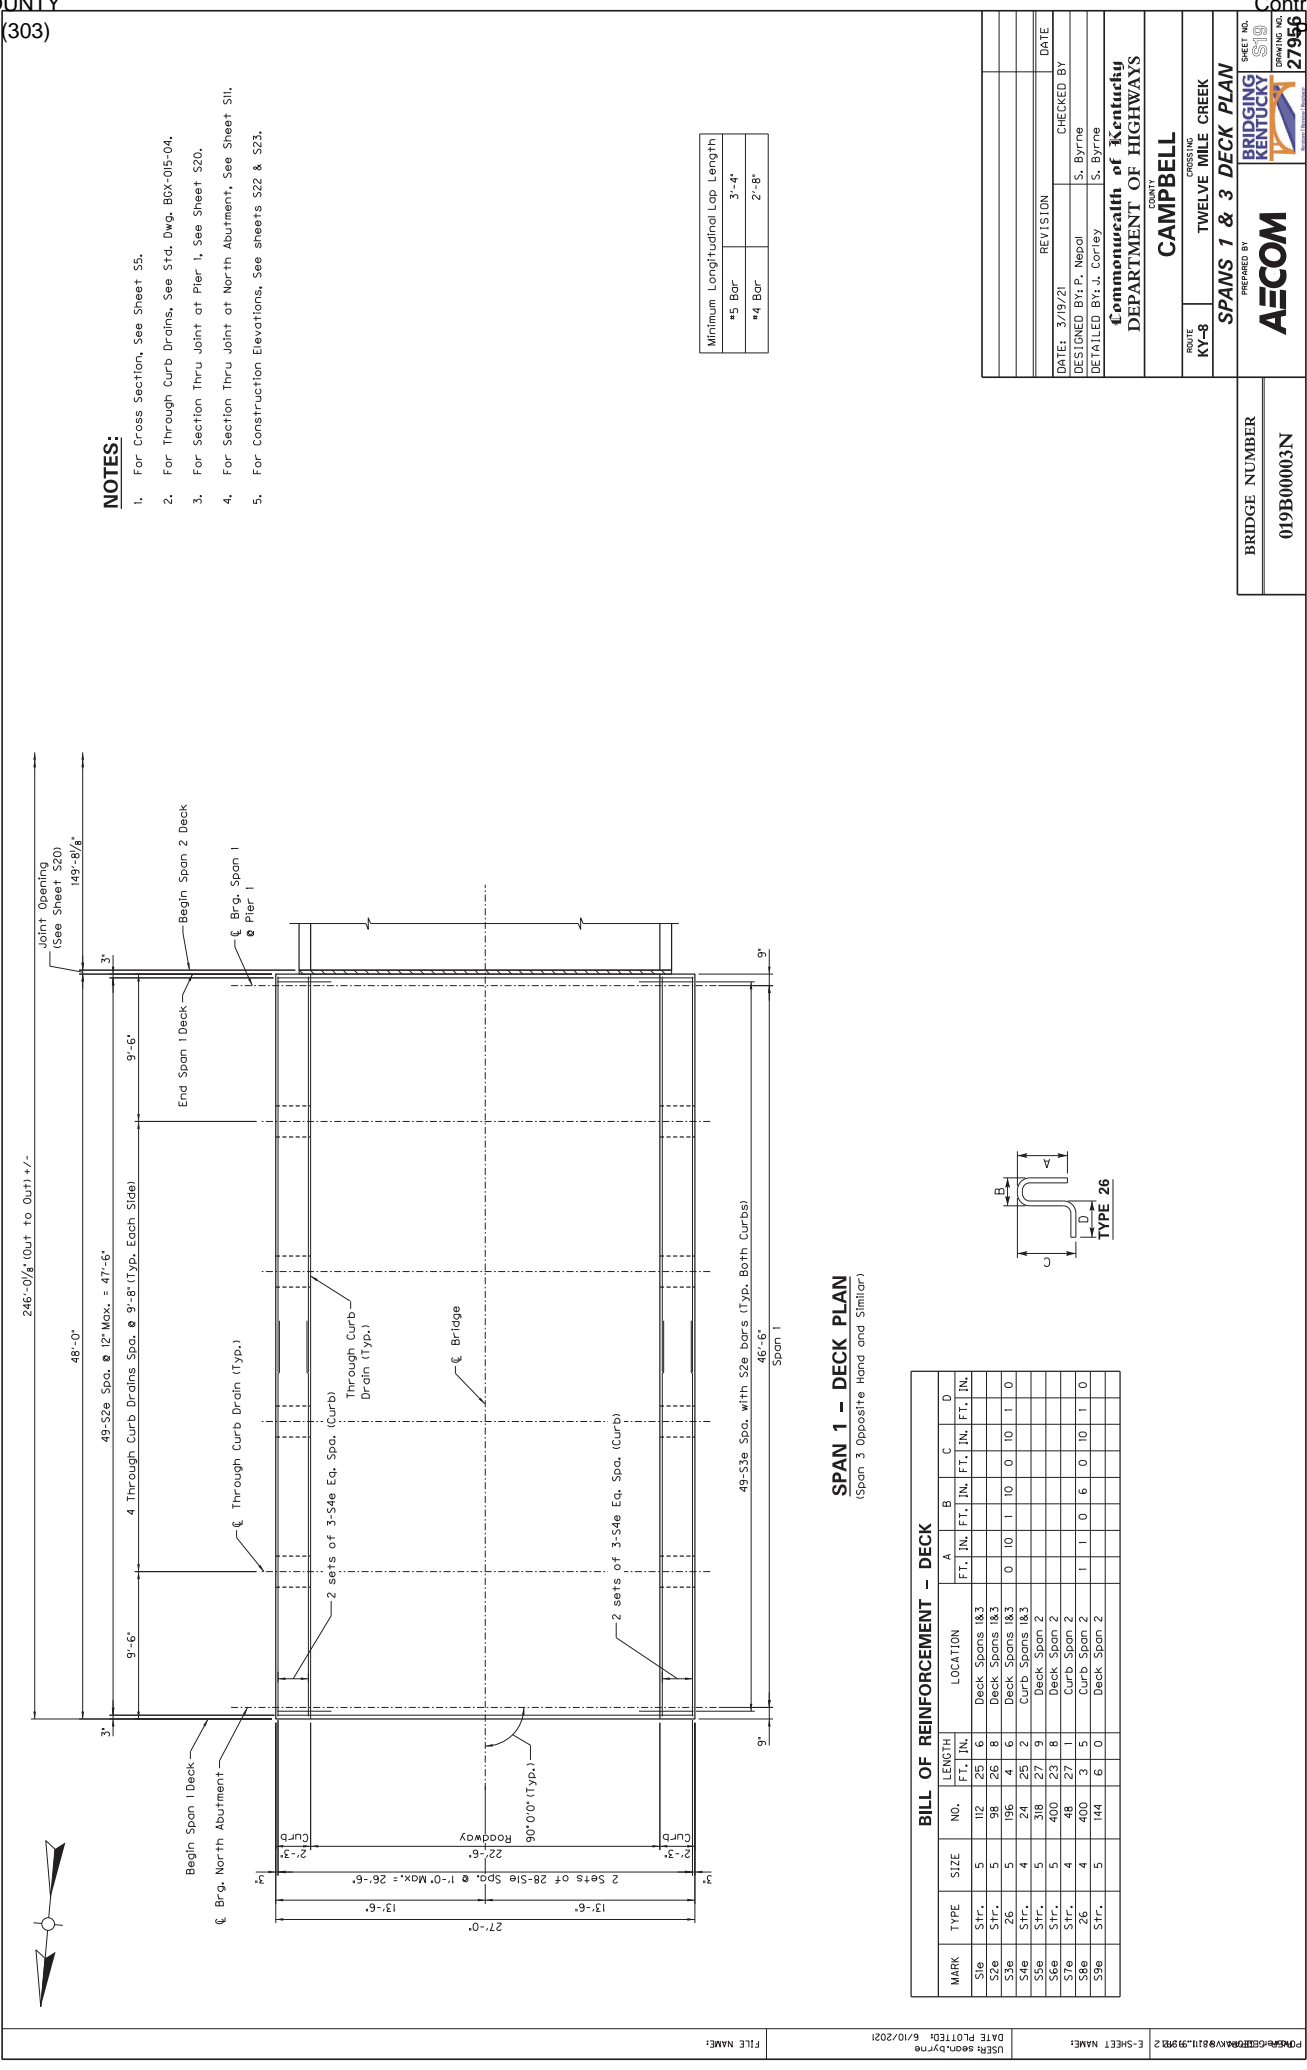 OUNTY
(303)
Contr
246'-0⅛" (Out to Out) +/-
Joint Opening
(See Sheet S20)
48'-0"
149'-8⅛"
3"
49-S2e Spa. @ 12" Max. = 47'-6"
3"
9'-6"
4 Through Curb Drains Spa. @ 9'-8" (Typ. Each Side)
9'-6"
Begin Span 1 Deck
℄ Brg. North Abutment
℄ Through Curb Drain (Typ.)
End Span 1 Deck
Begin Span 2 Deck
℄ Brg. Span 1
@ Pier 1
2 sets of 3-S4e Eq. Spa. (Curb)
Through Curb
Drain (Typ.)
℄ Bridge
2 sets of 3-S4e Eq. Spa. (Curb)
90°0'0" (Typ.)
27'-0"
13'-6"
13'-6"
3"
2 Sets of 28-S1e Spa. @ 1'-0" Max. = 26'-6"
3"
2'-3"
Curb
22'-6"
Roadway
2'-3"
Curb
49-S3e Spa. with S2e bars (Typ. Both Curbs)
9"
46'-6"
Span 1
9"
SPAN 1 - DECK PLAN
(Span 3 Opposite Hand and Similar)
NOTES:
1. For Cross Section, See Sheet S5.
2. For Through Curb Drains, See Std. Dwg. BGX-015-04.
3. For Section Thru Joint at Pier 1, See Sheet S20.
4. For Section Thru Joint at North Abutment, See Sheet S11.
5. For Construction Elevations, See sheets S22 & S23.
Minimum Longitudinal Lap Length
#5 Bar 3'-4"
#4 Bar 2'-8"
BILL OF REINFORCEMENT - DECK
MARK TYPE SIZE NO. LENGTH LOCATION A B C D
FT. IN. FT. IN. FT. IN. FT. IN. FT. IN.
S1e Str. 5 112 25 6 Deck Spans 1&3
S2e Str. 5 98 26 8 Deck Spans 1&3
S3e 26 5 196 4 6 Deck Spans 1&3 0 10 1 10 0 10 1 0
S4e Str. 4 24 25 2 Curb Spans 1&3
S5e Str. 5 318 27 9 Deck Span 2
S6e Str. 5 400 23 8 Deck Span 2
S7e Str. 4 48 27 1 Curb Span 2
S8e 26 4 400 3 5 Curb Span 2 1 1 0 6 0 10 1 0
S9e Str. 5 144 6 0 Deck Span 2
A
B
C
D
TYPE 26
REVISION DATE
DATE: 3/19/21 CHECKED BY
DESIGNED BY: P. Nepal S. Byrne
DETAILED BY: J. Corley S. Byrne
Commonwealth of Kentucky
DEPARTMENT OF HIGHWAYS
COUNTY
CAMPBELL
ROUTE
KY-8
CROSSING
TWELVE MILE CREEK
SPANS 1 & 3 DECK PLAN
PREPARED BY
AECOM
BRIDGING
KENTUCKY
SHEET NO.
S19
DRAWING NO.
27956
BRIDGE NUMBER
019B00003N
FILE NAME:
USER: sean.byrne
DATE PLOTTED: 6/10/2021
E-SHEET NAME: